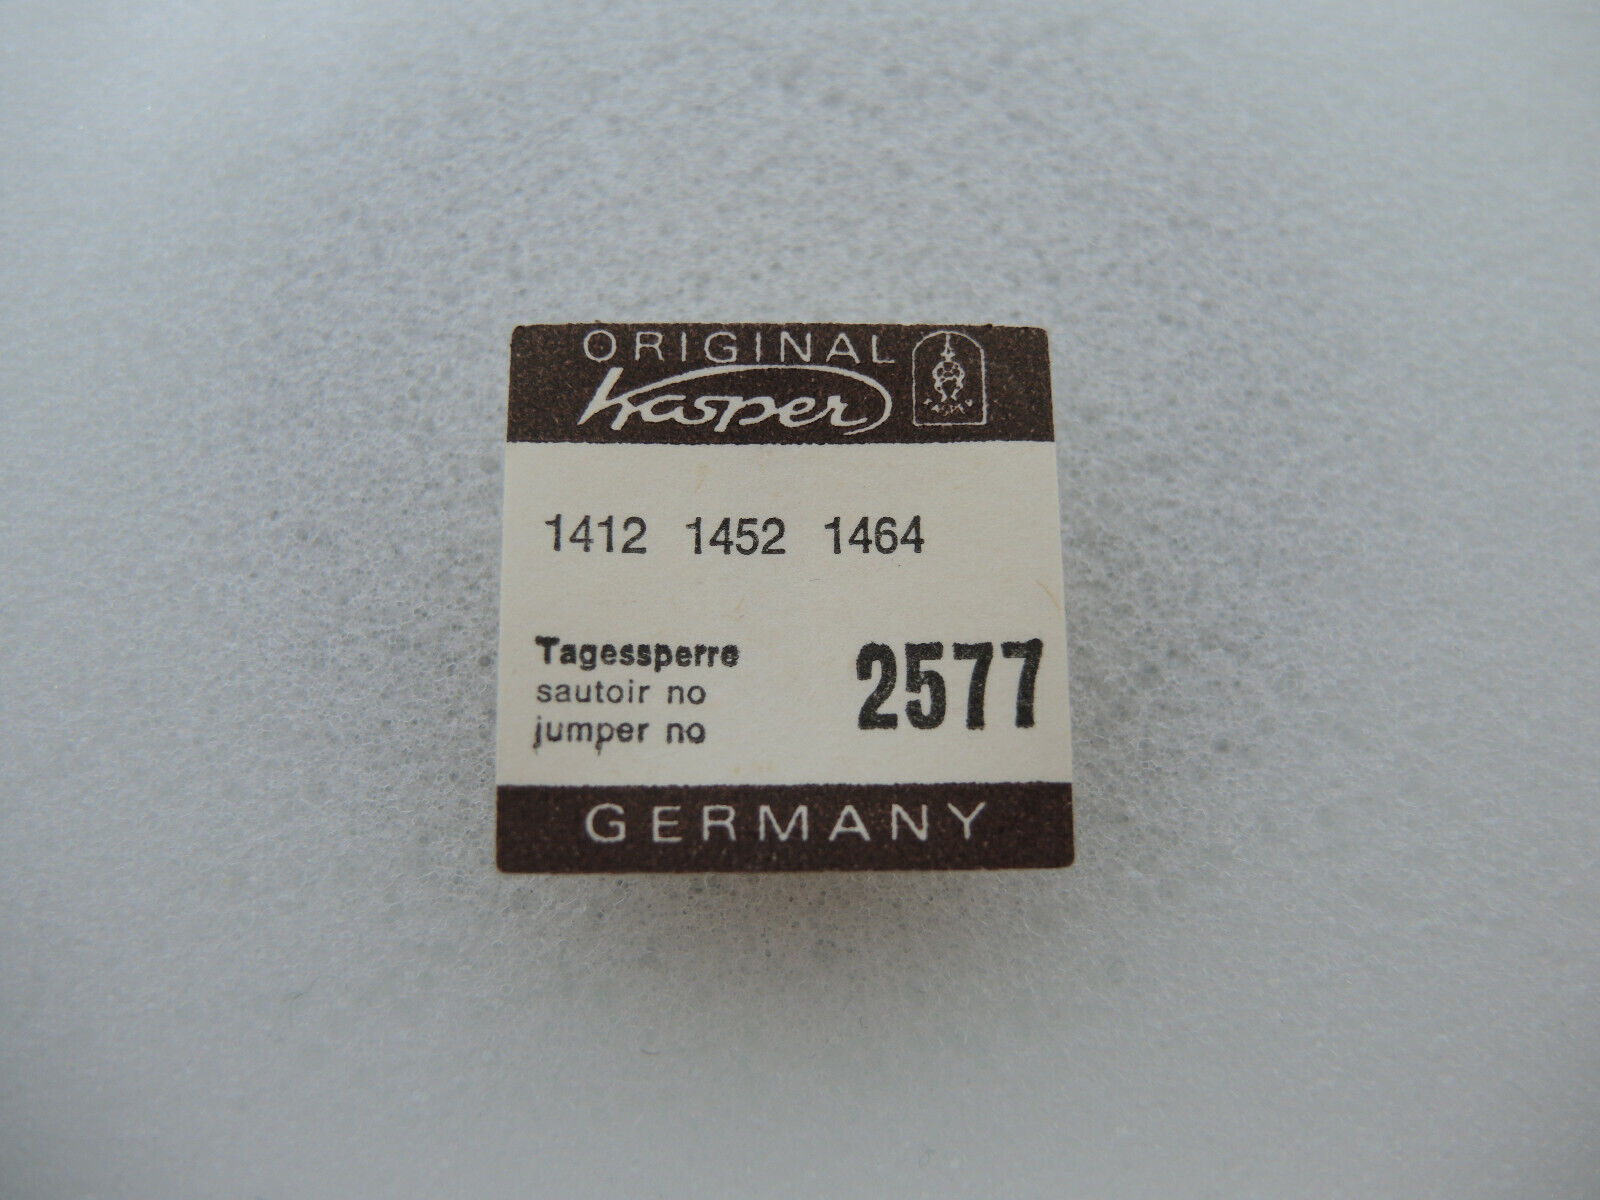 ORIGINAL
Kasper
1412 1452 1464
Tagessperre
sautoir no
jumper no
2577
GERMANY